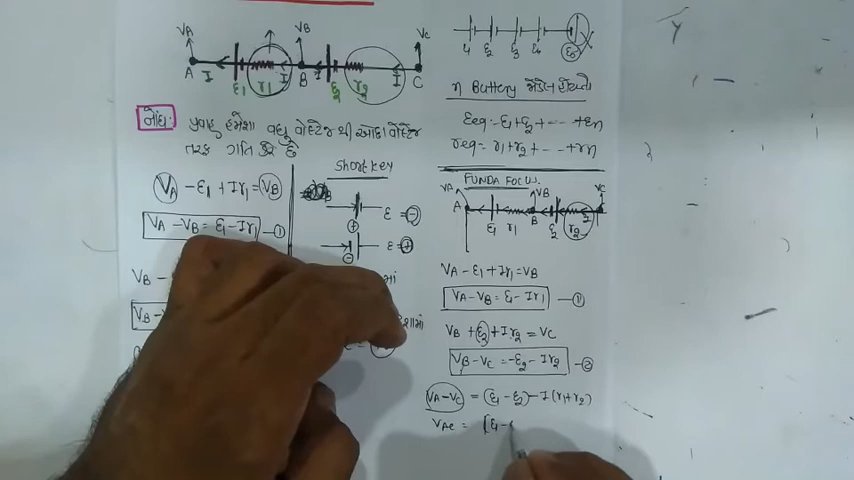 VA VB VC
A I ε1 r1 I B I ε2 r2 I C
નોંધ:
પ્રવાહ હંમેશા વધુ વોલ્ટેજ થી ઓછા વોલ્ટેજ
તરફ ગતિ કરે છે
VA - ε1 + Ir1 = VB
VA - VB = ε1 - Ir1 ①
VB -
VB -
Short key
ε = ⊖
⊕
ε = ⊕
⊖
ε2 ε3
n Battery
εeq = ε1 + ε2 + --- + εn
req = r1 + r2 + --- + rn
FUNDA FOCUS.
VA VB VC
A ε1 r1 B ε2 r2 I
VA - ε1 + Ir1 = VB
VA - VB = ε1 - Ir1 ①
VB + ε2 + Ir2 = VC
VB - VC = -ε2 - Ir2 ②
VA - VC = (ε1 - ε2) - I(r1 + r2)
VAC = [ε1 -